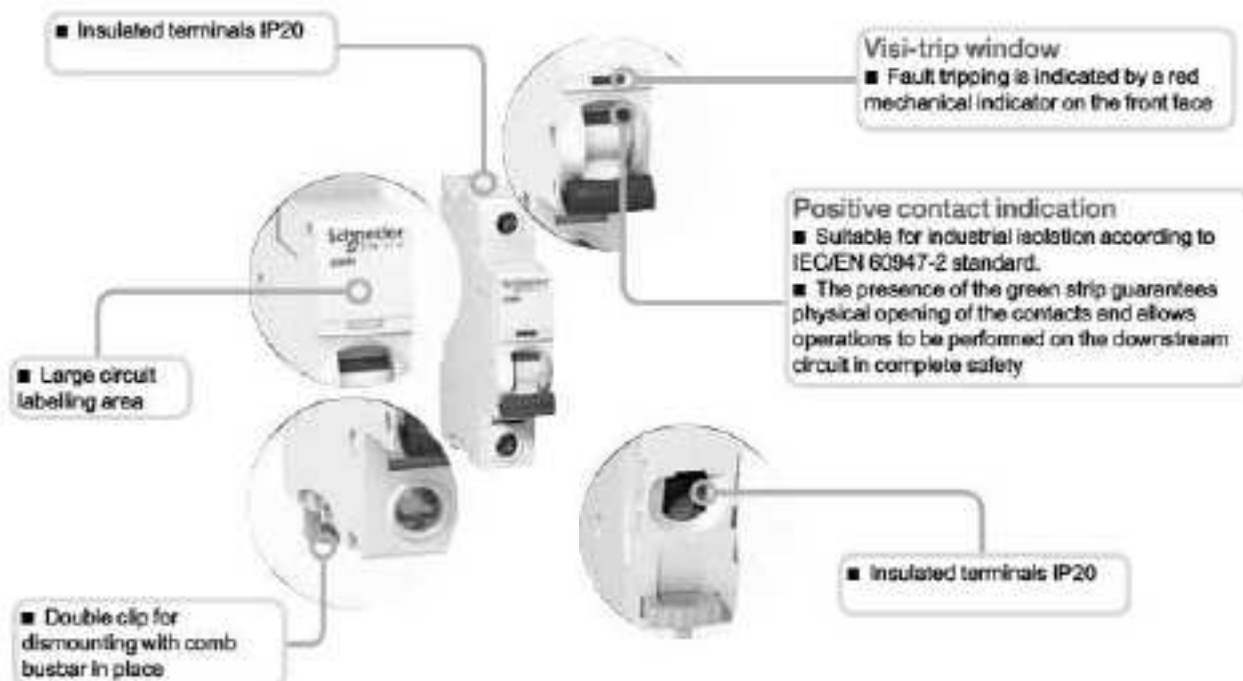 ■ Insulated terminals IP20
Visi-trip window
■ Fault tripping is indicated by a red
mechanical indicator on the front face
Positive contact indication
■ Suitable for industrial isolation according to
IEC/EN 60947-2 standard.
■ The presence of the green strip guarantees
physical opening of the contacts and allows
operations to be performed on the downstream
circuit in complete safety
Schneider
■ Large circuit
labelling area
■ Insulated terminals IP20
■ Double clip for
dismounting with comb
busbar in place